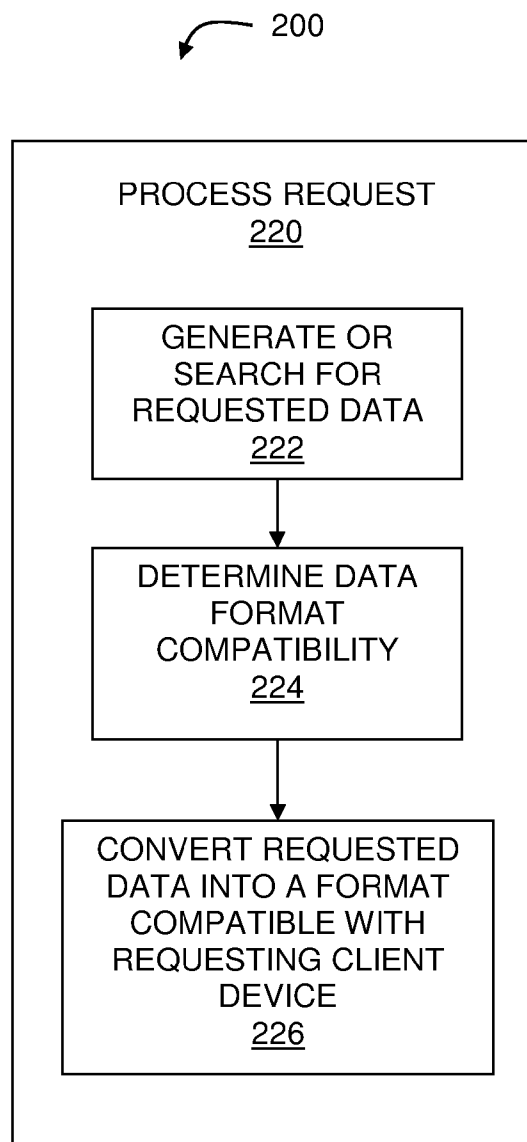 200
PROCESS REQUEST
220
GENERATE OR
SEARCH FOR
REQUESTED DATA
222
DETERMINE DATA
FORMAT
COMPATIBILITY
224
CONVERT REQUESTED
DATA INTO A FORMAT
COMPATIBLE WITH
REQUESTING CLIENT
DEVICE
226